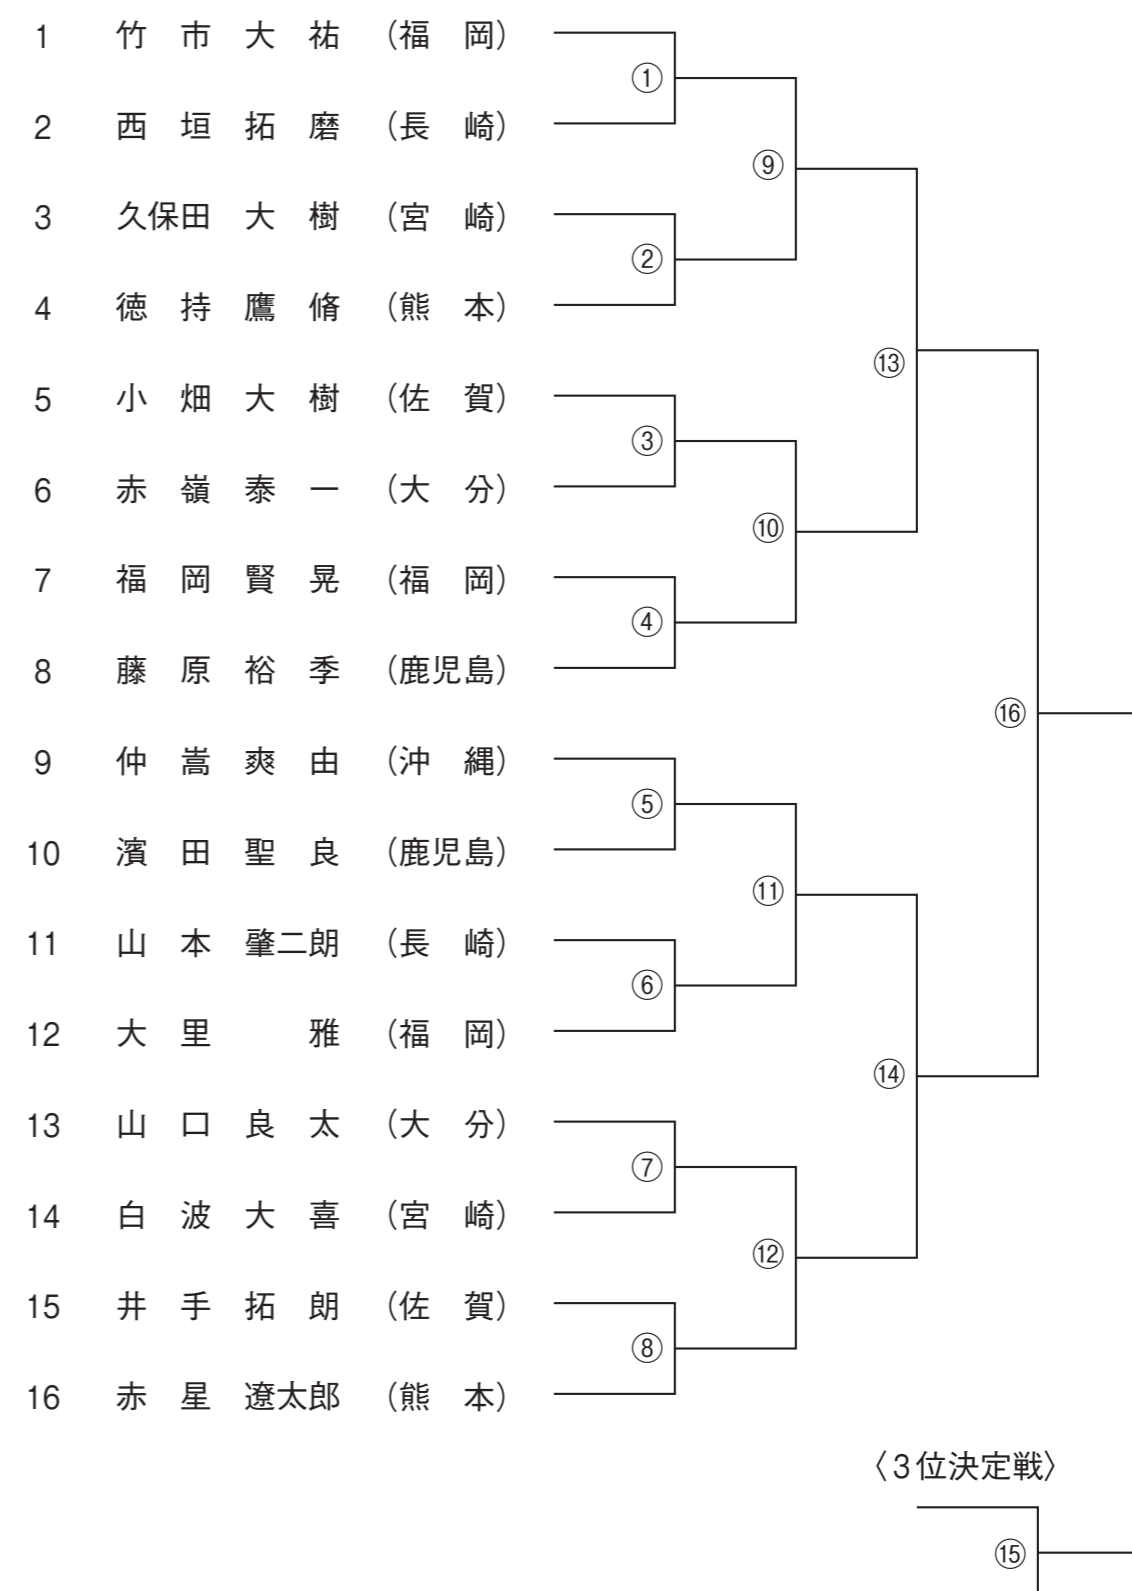 1 竹市大祐（福岡）
①
2 西垣拓磨（長崎）
⑨
3 久保田大樹（宮崎）
②
4 徳持鷹脩（熊本）
⑬
5 小畑大樹（佐賀）
③
6 赤嶺泰一（大分）
⑩
7 福岡賢晃（福岡）
④
8 藤原裕季（鹿児島）
⑯
9 仲嵩爽由（沖縄）
⑤
10 濱田聖良（鹿児島）
⑪
11 山本肇二朗（長崎）
⑥
12 大里雅（福岡）
⑭
13 山口良太（大分）
⑦
14 白波大喜（宮崎）
⑫
15 井手拓朗（佐賀）
⑧
16 赤星遼太郎（熊本）
〈3位決定戦〉
⑮